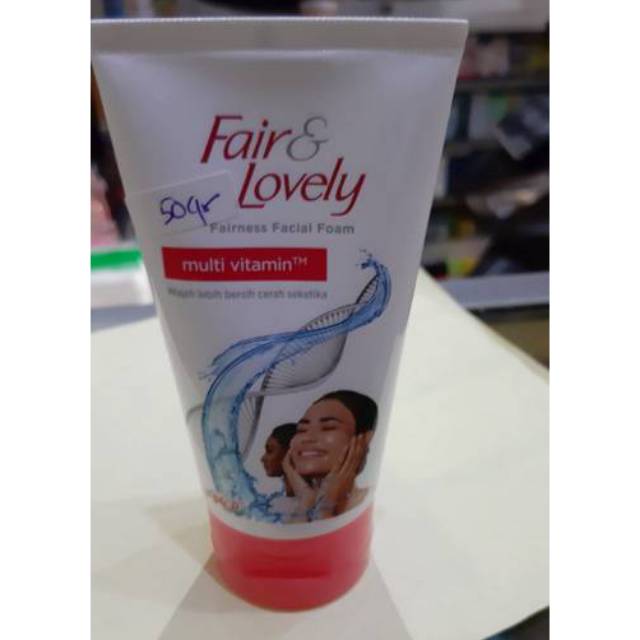 Fair &
Lovely
50gr
Fairness Facial Foam
multi vitamin™
Wajah lebih bersih cerah seketika